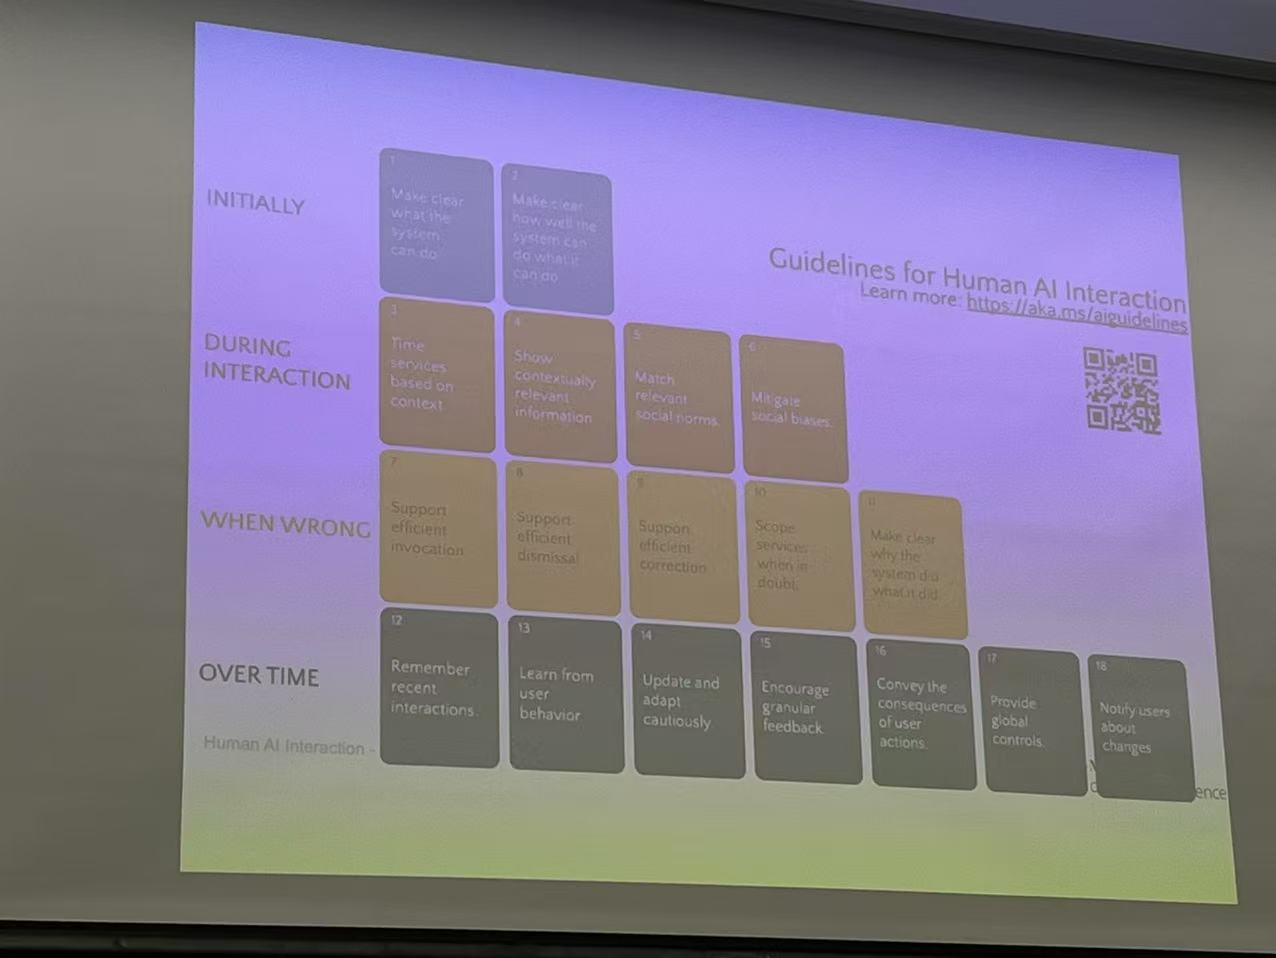 INITIALLY
1
Make clear
what the
system
can do.
2
Make clear
how well the
system can
do what it
can do.
Guidelines for Human AI Interaction
Learn more: https://aka.ms/aiguidelines
DURING
INTERACTION
3
Time
services
based on
context.
4
Show
contextually
relevant
information.
5
Match
relevant
social norms.
6
Mitigate
social biases.
WHEN WRONG
7
Support
efficient
invocation.
8
Support
efficient
dismissal.
9
Support
efficient
correction.
10
Scope
services
when in
doubt.
11
Make clear
why the
system did
what it did.
OVER TIME
12
Remember
recent
interactions.
13
Learn from
user
behavior.
14
Update and
adapt
cautiously.
15
Encourage
granular
feedback.
16
Convey the
consequences
of user
actions.
17
Provide
global
controls.
18
Notify users
about
changes.
Human AI Interaction -